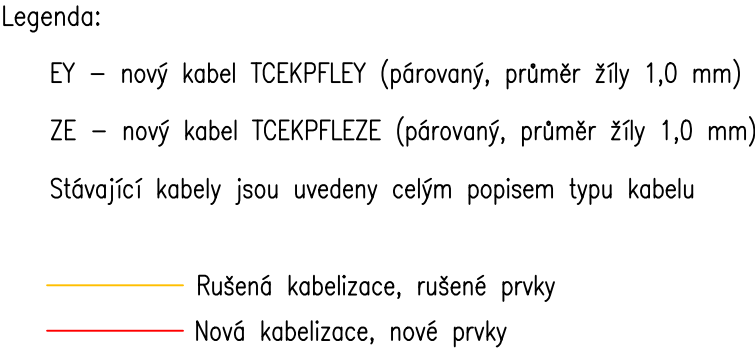 Legenda:
EY – nový kabel TCEKPFLEY (párovaný, průměr žíly 1,0 mm)
ZE – nový kabel TCEKPFLEZE (párovaný, průměr žíly 1,0 mm)
Stávající kabely jsou uvedeny celým popisem typu kabelu
Rušená kabelizace, rušené prvky
Nová kabelizace, nové prvky